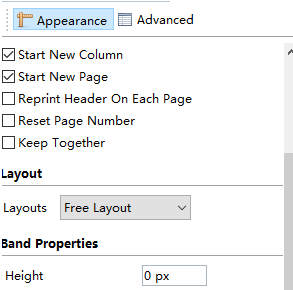 Appearance Advanced
Start New Column
Start New Page
Reprint Header On Each Page
Reset Page Number
Keep Together
Layout
Layouts Free Layout
Band Properties
Height 0 px